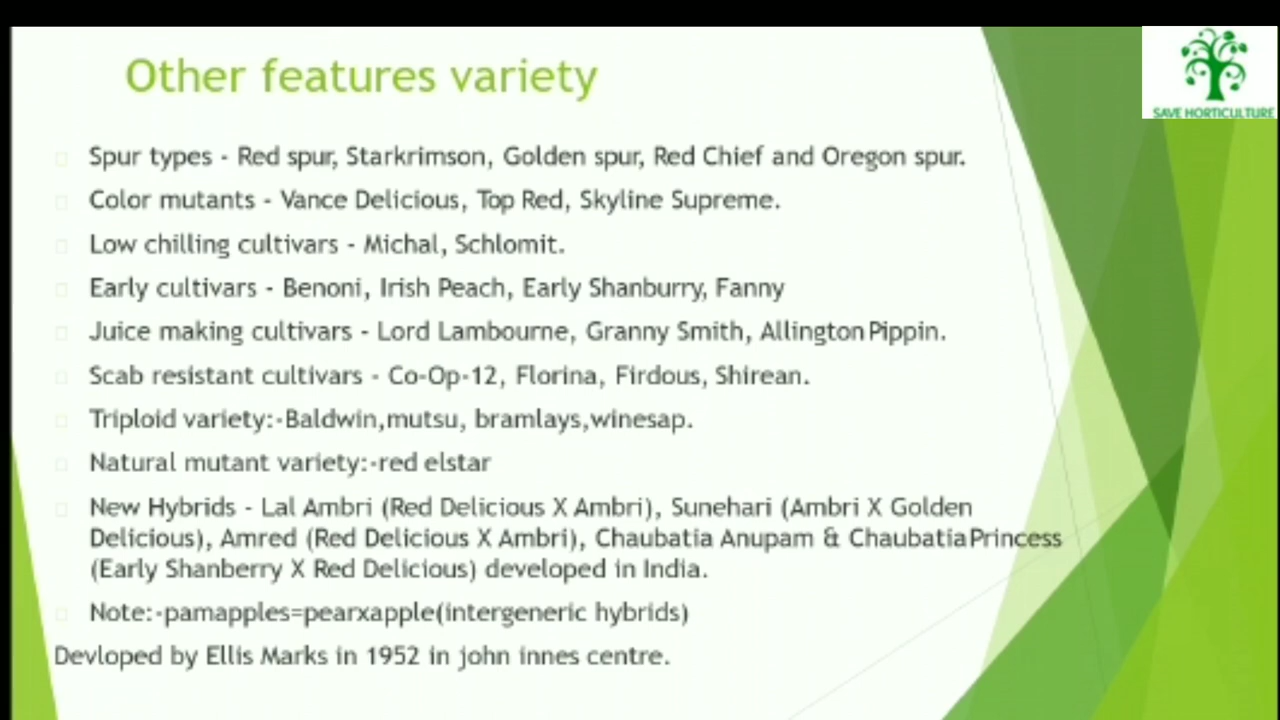 Other features variety
SAVE HORTICULTURE
Spur types - Red spur, Starkrimson, Golden spur, Red Chief and Oregon spur.
Color mutants - Vance Delicious, Top Red, Skyline Supreme.
Low chilling cultivars - Michal, Schlomit.
Early cultivars - Benoni, Irish Peach, Early Shanburry, Fanny
Juice making cultivars - Lord Lambourne, Granny Smith, Allington Pippin.
Scab resistant cultivars - Co-Op-12, Florina, Firdous, Shirean.
Triploid variety:-Baldwin,mutsu, bramlays,winesap.
Natural mutant variety:-red elstar
New Hybrids - Lal Ambri (Red Delicious X Ambri), Sunehari (Ambri X Golden
Delicious), Amred (Red Delicious X Ambri), Chaubatia Anupam & Chaubatia Princess
(Early Shanberry X Red Delicious) developed in India.
Note:-pamapples=pearxapple(intergeneric hybrids)
Devloped by Ellis Marks in 1952 in john innes centre.